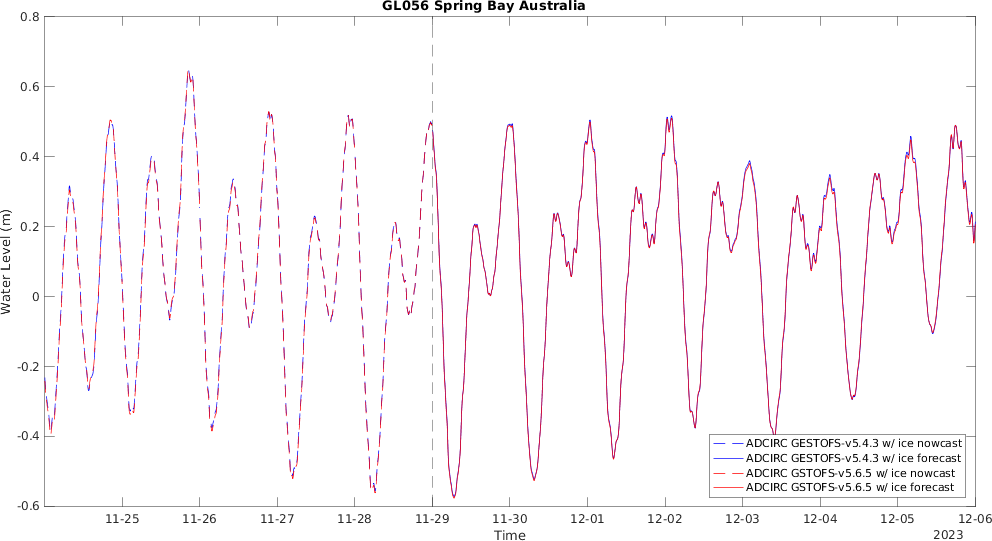 GL056 Spring Bay Australia
0.8
0.6
0.4
0.2
0
-0.2
-0.4
-0.6
Water Level (m)
ADCIRC GESTOFS-v5.4.3 w/ ice nowcast
ADCIRC GESTOFS-v5.4.3 w/ ice forecast
ADCIRC GSTOFS-v5.6.5 w/ ice nowcast
ADCIRC GSTOFS-v5.6.5 w/ ice forecast
11-25 11-26 11-27 11-28 11-29 11-30 12-01 12-02 12-03 12-04 12-05 12-06
Time
2023